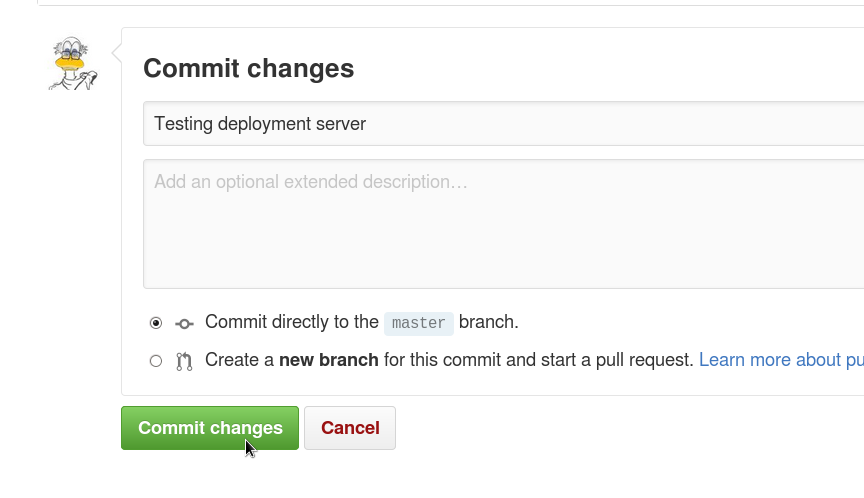 Commit changes
Testing deployment server
Add an optional extended description…
Commit directly to the master branch.
Create a new branch for this commit and start a pull request. Learn more about pu
Commit changes Cancel